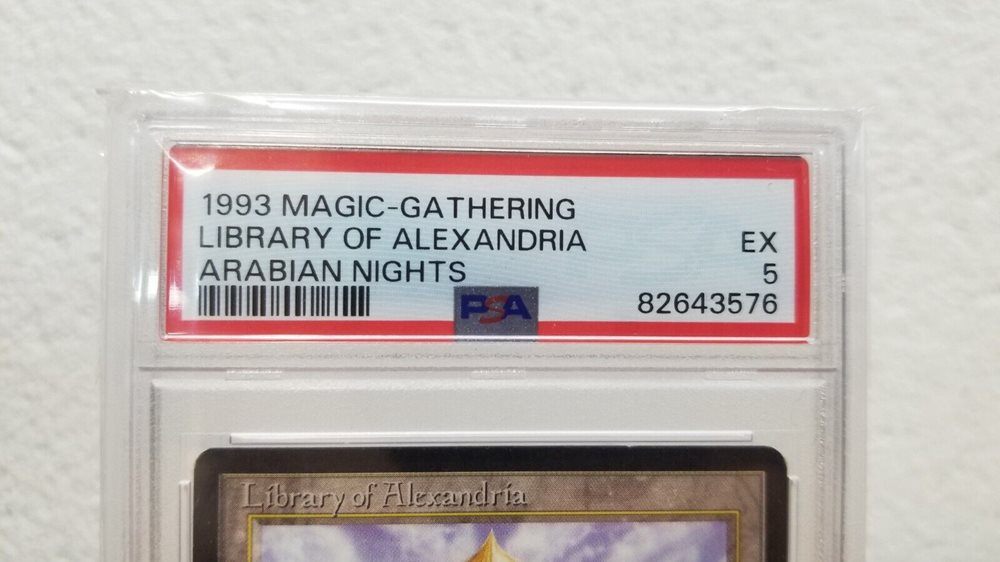 1993 MAGIC-GATHERING
LIBRARY OF ALEXANDRIA EX
ARABIAN NIGHTS 5
PSA 82643576
Library of Alexandria